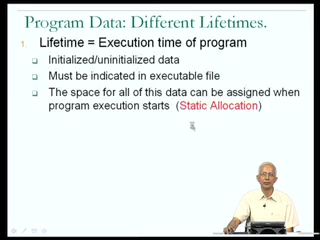 Program Data: Different Lifetimes.
1. Lifetime = Execution time of program
Initialized/uninitialized data
Must be indicated in executable file
The space for all of this data can be assigned when
program execution starts (Static Allocation)